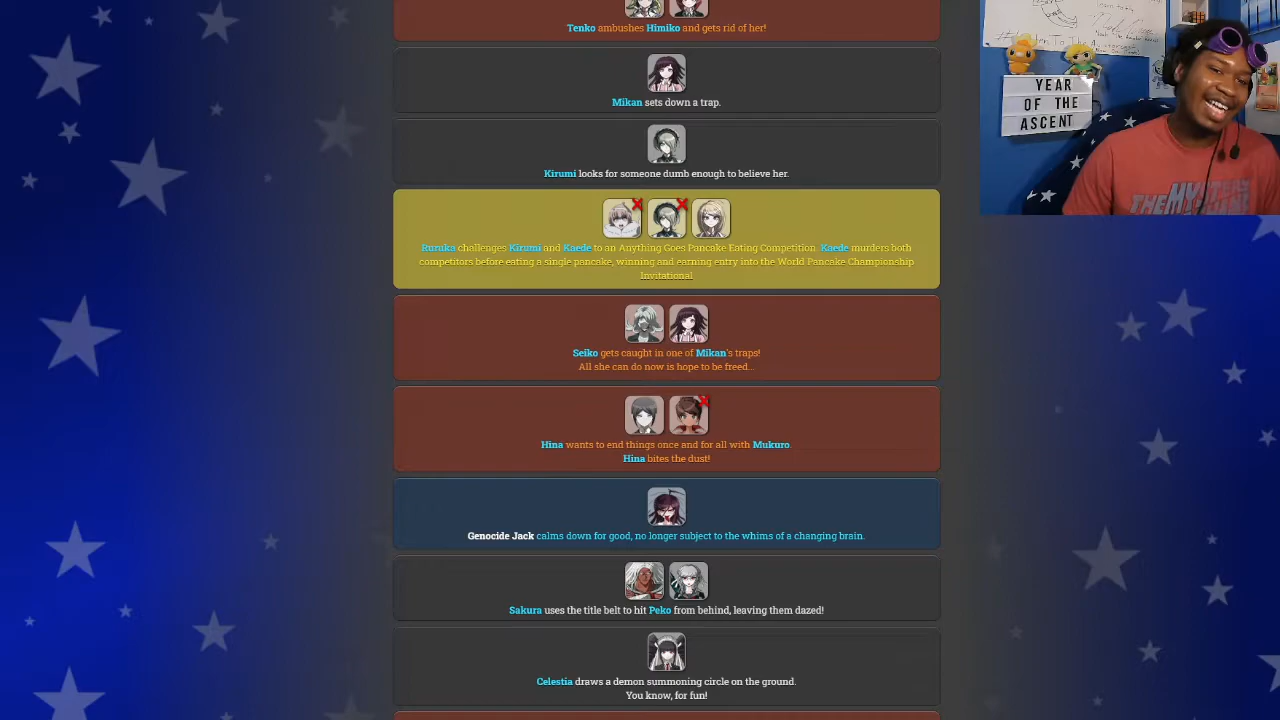 Tenko ambushes Himiko and gets rid of her!
Mikan sets down a trap.
Kirumi looks for someone dumb enough to believe her.
Ruruka challenges Kirumi and Kaede to an Anything Goes Pancake Eating Competition. Kaede murders both
competitors before eating a single pancake, winning and earning entry into the World Pancake Championship
Invitational.
Seiko gets caught in one of Mikan's traps!
All she can do now is hope to be freed...
Hina wants to end things once and for all with Mukuro.
Hina bites the dust!
Genocide Jack calms down for good, no longer subject to the whims of a changing brain.
Sakura uses the title belt to hit Peko from behind, leaving them dazed!
Celestia draws a demon summoning circle on the ground.
You know, for fun!
YEAR
OF THE
ASCENT
THE MYSTERY